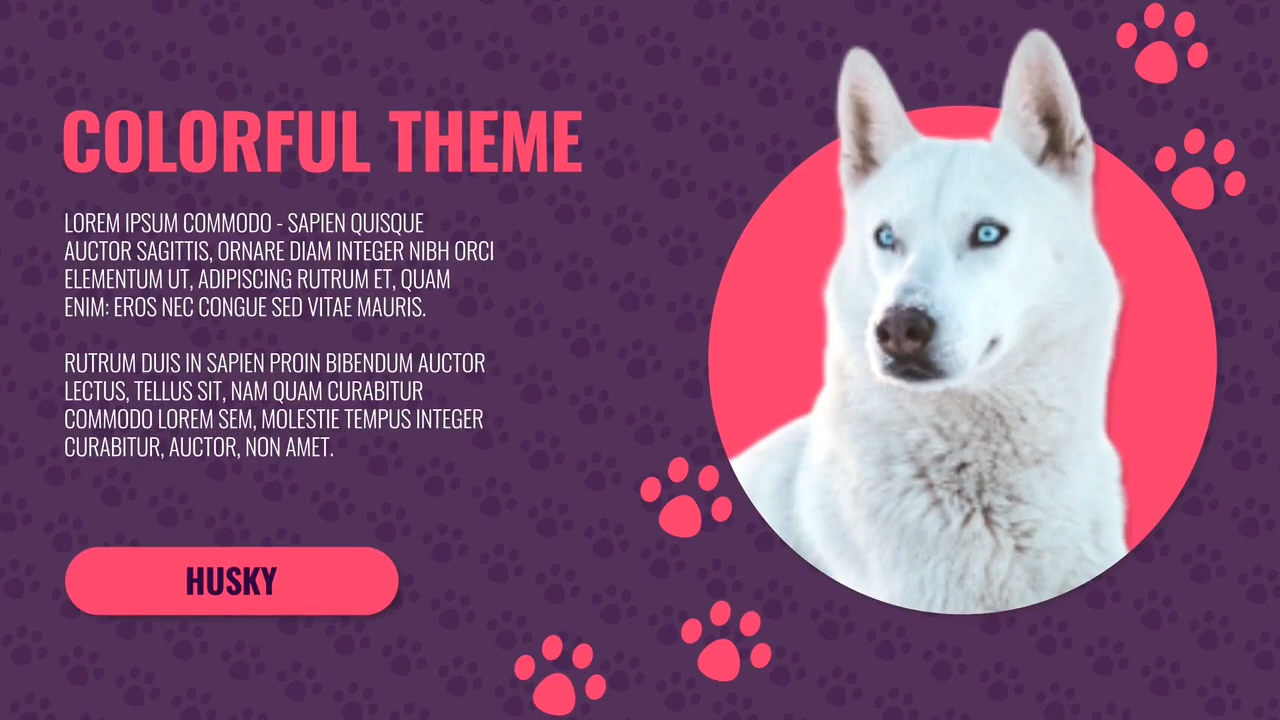 COLORFUL THEME
LOREM IPSUM COMMODO - SAPIEN QUISQUE
AUCTOR SAGITTIS, ORNARE DIAM INTEGER NIBH ORCI
ELEMENTUM UT, ADIPISCING RUTRUM ET, QUAM
ENIM: EROS NEC CONGUE SED VITAE MAURIS.
RUTRUM DUIS IN SAPIEN PROIN BIBENDUM AUCTOR
LECTUS, TELLUS SIT, NAM QUAM CURABITUR
COMMODO LOREM SEM, MOLESTIE TEMPUS INTEGER
CURABITUR, AUCTOR, NON AMET.
HUSKY